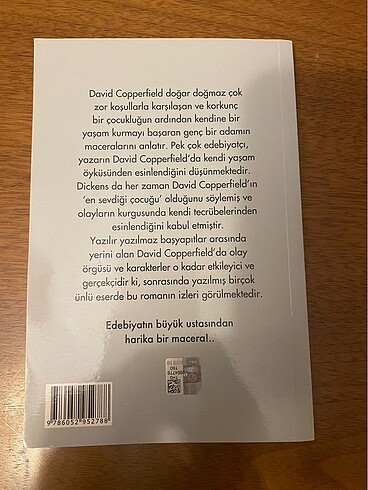 David Copperfield doğar doğmaz çok
zor koşullarla karşılaşan ve korkunç
bir çocukluğun ardından kendine bir
yaşam kurmayı başaran genç bir adamın
maceralarını anlatır. Pek çok edebiyatçı,
yazarın David Copperfield'da kendi yaşam
öyküsünden esinlendiğini düşünmektedir.
Dickens da her zaman David Copperfield'ın
'en sevdiği çocuğu' olduğunu söylemiş ve
olayların kurgusunda kendi tecrübelerinden
esinlendiğini kabul etmiştir.
Yazılır yazılmaz başyapıtlar arasında
yerini alan David Copperfield'da olay
örgüsü ve karakterler o kadar etkileyici ve
gerçekçidir ki, sonrasında yazılmış birçok
ünlü eserde bu romanın izleri görülmektedir.
Edebiyatın büyük ustasından
harika bir macera!..
9 786052 952788